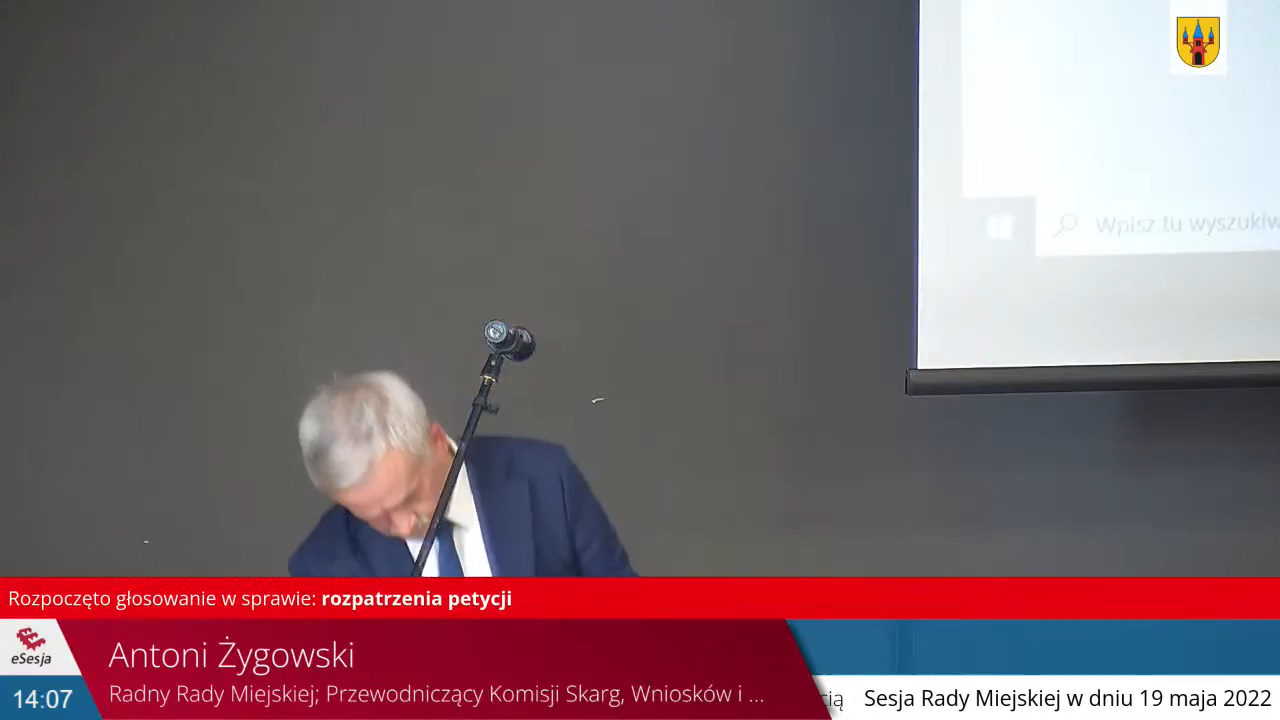 Wpisz tu wyszukiw
Rozpoczęto głosowanie w sprawie: rozpatrzenia petycji
eSesja
Antoni Żygowski
14:07
Radny Rady Miejskiej; Przewodniczący Komisji Skarg, Wniosków i ...
Sesja Rady Miejskiej w dniu 19 maja 2022